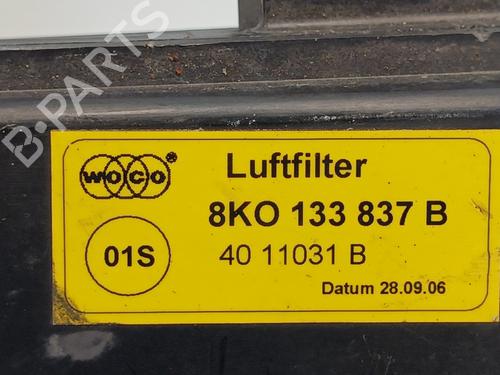 B-PARTS
WOCO®
Luftfilter
8KO 133 837 B
01S
40 11031 B
Datum 28.09.06